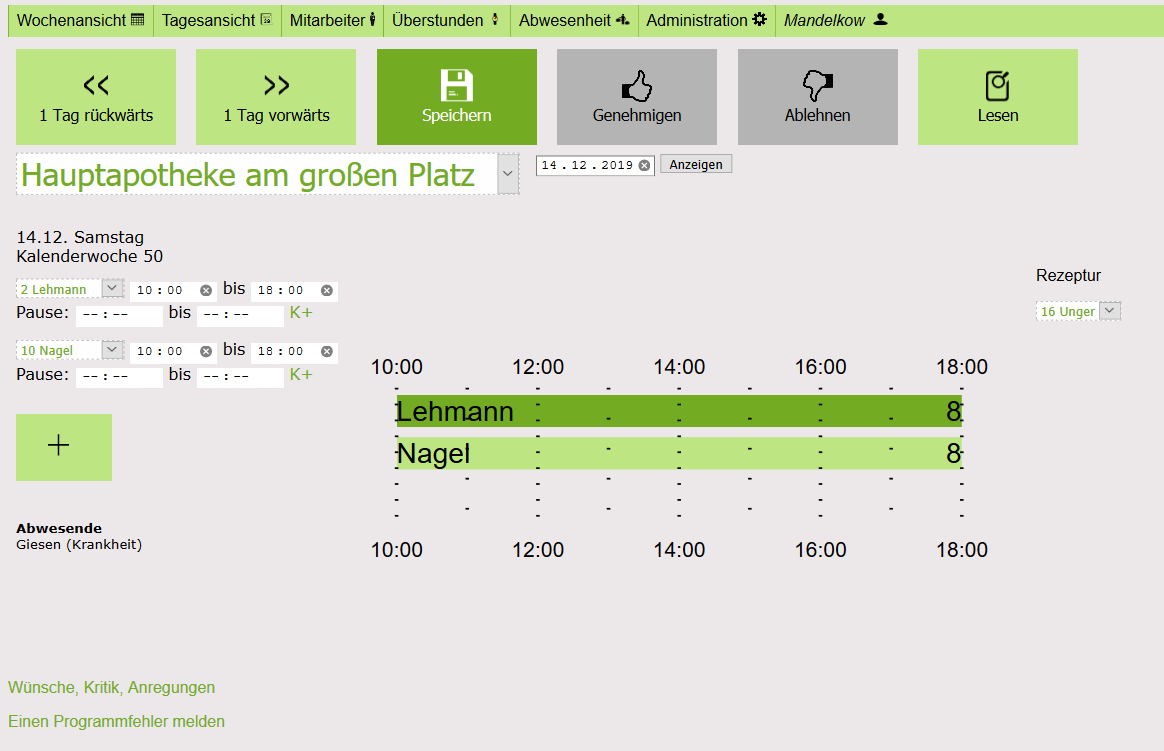 Wochenansicht Tagesansicht Mitarbeiter Überstunden Abwesenheit Administration Mandelkow
<< 1 Tag rückwärts
>> 1 Tag vorwärts
Speichern
Genehmigen
Ablehnen
Lesen
Hauptapotheke am großen Platz
14.12.2019 Anzeigen
14.12. Samstag
Kalenderwoche 50
2 Lehmann 10:00 bis 18:00
Pause: --:-- bis --:-- K+
10 Nagel 10:00 bis 18:00
Pause: --:-- bis --:-- K+
+
Abwesende
Giesen (Krankheit)
10:00 12:00 14:00 16:00 18:00
Lehmann 8
Nagel 8
10:00 12:00 14:00 16:00 18:00
Rezeptur
16 Unger
Wünsche, Kritik, Anregungen
Einen Programmfehler melden